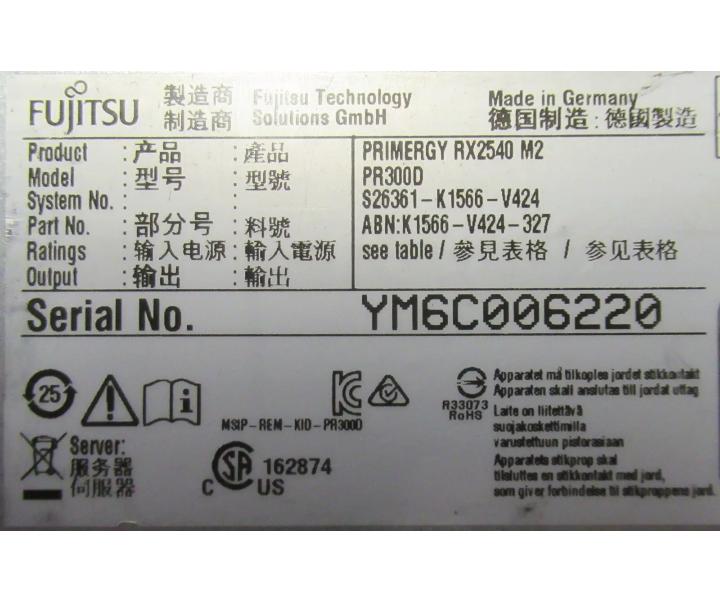 FUJITSU 製造商 制造商 Fujitsu Technology Solutions GmbH Made in Germany
德国制造 : 德國製造
Product : 产品 : 產品 PRIMERGY RX2540 M2
Model : 型号 : 型號 PR300D
System No. : : S26361-K1566-V424
Part No. : 部分号 : 料號 ABN:K1566-V424-327
Ratings : 输入电源 : 輸入電源 see table / 參見表格 / 参见表格
Output : 输出 : 輸出
Serial No. YM6C006220
25
MSIP-REM-KID-PR300D
R33073
RoHS
Apparatet må tilkoples jordet stikkontakt
Apparaten skall anslutas till jordat uttag
Laite on liitettävä
suojakoskettimilla
varustettuun pistorasiaan
Apparatets stikprop skal
tilsluttes en stikkontakt med jord,
som giver forbindelse til stikproppens jord.
Server:
服务器
伺服器
C SA US 162874